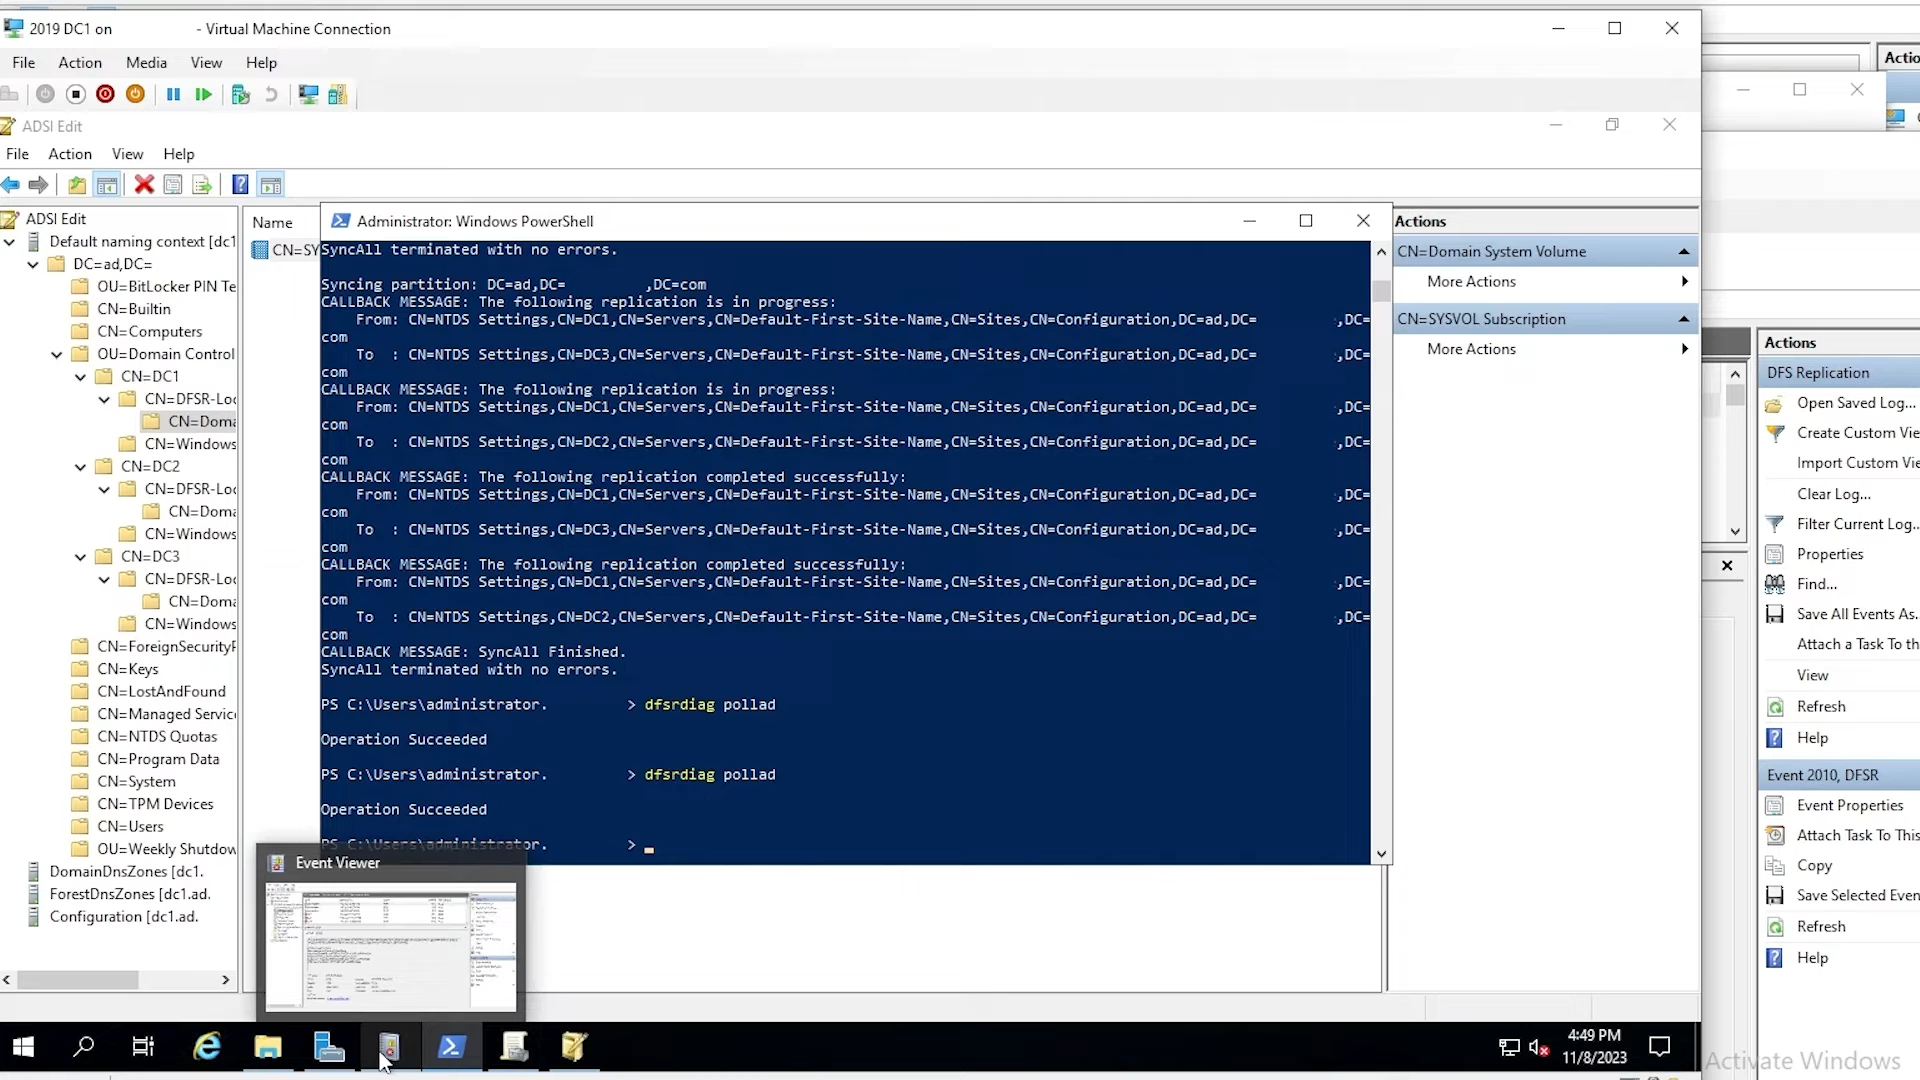 2019 DC1 on - Virtual Machine Connection
File Action Media View Help
ADSI Edit
File Action View Help
ADSI Edit
Default naming context [dc1
DC=ad,DC=
OU=BitLocker PIN Te
CN=Builtin
CN=Computers
OU=Domain Control
CN=DC1
CN=DFSR-Loc
CN=Doma
CN=Windows
CN=DC2
CN=DFSR-Loc
CN=Doma
CN=Windows
CN=DC3
CN=DFSR-Loc
CN=Doma
CN=Windows
CN=ForeignSecurityP
CN=Keys
CN=LostAndFound
CN=Managed Service
CN=NTDS Quotas
CN=Program Data
CN=System
CN=TPM Devices
CN=Users
OU=Weekly Shutdow
DomainDnsZones [dc1.
ForestDnsZones [dc1.ad.
Configuration [dc1.ad.
Name
CN=SY
Administrator: Windows PowerShell
SyncAll terminated with no errors.
Syncing partition: DC=ad,DC= ,DC=com
CALLBACK MESSAGE: The following replication is in progress:
From: CN=NTDS Settings,CN=DC1,CN=Servers,CN=Default-First-Site-Name,CN=Sites,CN=Configuration,DC=ad,DC= ,DC=
com
To : CN=NTDS Settings,CN=DC3,CN=Servers,CN=Default-First-Site-Name,CN=Sites,CN=Configuration,DC=ad,DC= ,DC=
com
CALLBACK MESSAGE: The following replication is in progress:
From: CN=NTDS Settings,CN=DC1,CN=Servers,CN=Default-First-Site-Name,CN=Sites,CN=Configuration,DC=ad,DC= ,DC=
com
To : CN=NTDS Settings,CN=DC2,CN=Servers,CN=Default-First-Site-Name,CN=Sites,CN=Configuration,DC=ad,DC= ,DC=
com
CALLBACK MESSAGE: The following replication completed successfully:
From: CN=NTDS Settings,CN=DC1,CN=Servers,CN=Default-First-Site-Name,CN=Sites,CN=Configuration,DC=ad,DC= ,DC=
com
To : CN=NTDS Settings,CN=DC3,CN=Servers,CN=Default-First-Site-Name,CN=Sites,CN=Configuration,DC=ad,DC= ,DC=
com
CALLBACK MESSAGE: The following replication completed successfully:
From: CN=NTDS Settings,CN=DC1,CN=Servers,CN=Default-First-Site-Name,CN=Sites,CN=Configuration,DC=ad,DC= ,DC=
com
To : CN=NTDS Settings,CN=DC2,CN=Servers,CN=Default-First-Site-Name,CN=Sites,CN=Configuration,DC=ad,DC= ,DC=
com
CALLBACK MESSAGE: SyncAll Finished.
SyncAll terminated with no errors.
PS C:\Users\administrator. > dfsrdiag pollad
Operation Succeeded
PS C:\Users\administrator. > dfsrdiag pollad
Operation Succeeded
PS C:\Users\administrator. >
Event Viewer
Actions
CN=Domain System Volume
More Actions
CN=SYSVOL Subscription
More Actions
Actio
Actions
DFS Replication
Open Saved Log...
Create Custom Vie
Import Custom Vie
Clear Log...
Filter Current Log..
Properties
Find...
Save All Events As.
Attach a Task To th
View
Refresh
Help
Event 2010, DFSR
Event Properties
Attach Task To This
Copy
Save Selected Even
Refresh
Help
4:49 PM
11/8/2023
Activate Windows